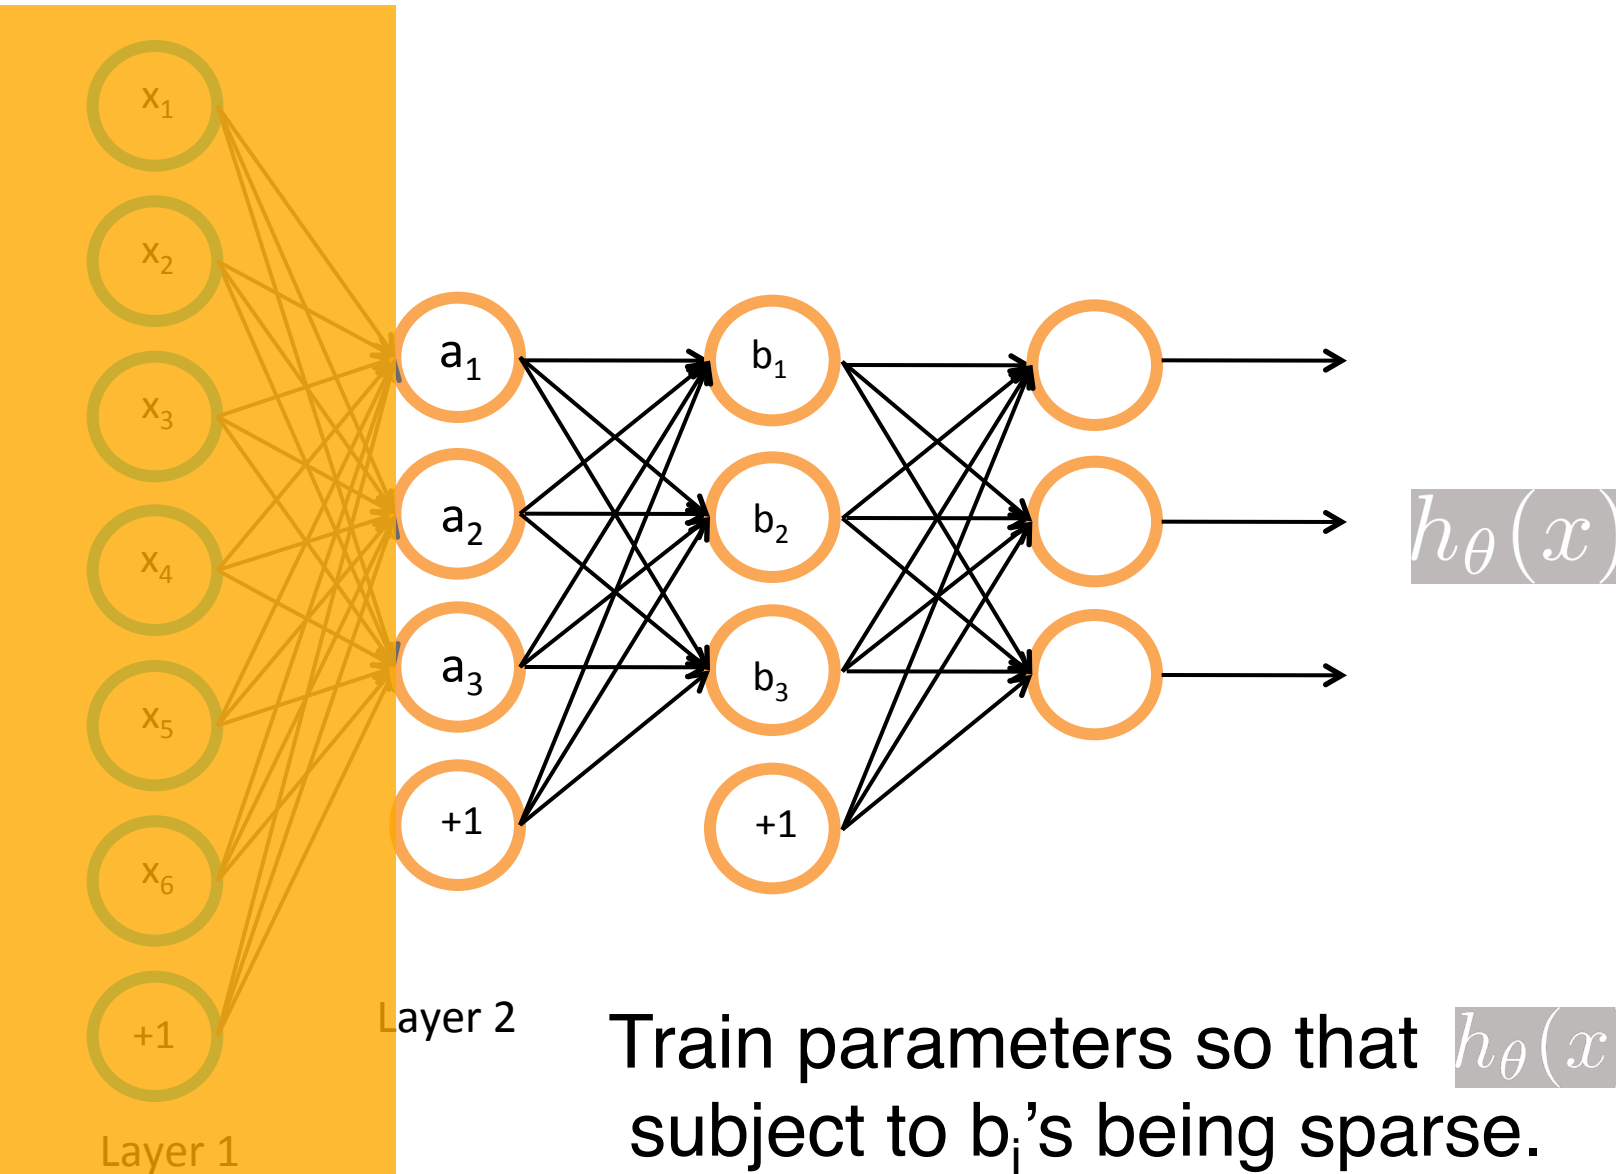 x₁
x₂
x₃
x₄
x₅
x₆
+1
Layer 1
a₁
a₂
a₃
+1
Layer 2
b₁
b₂
b₃
+1
hθ(x)
Train parameters so that hθ(x
subject to bᵢ’s being sparse.